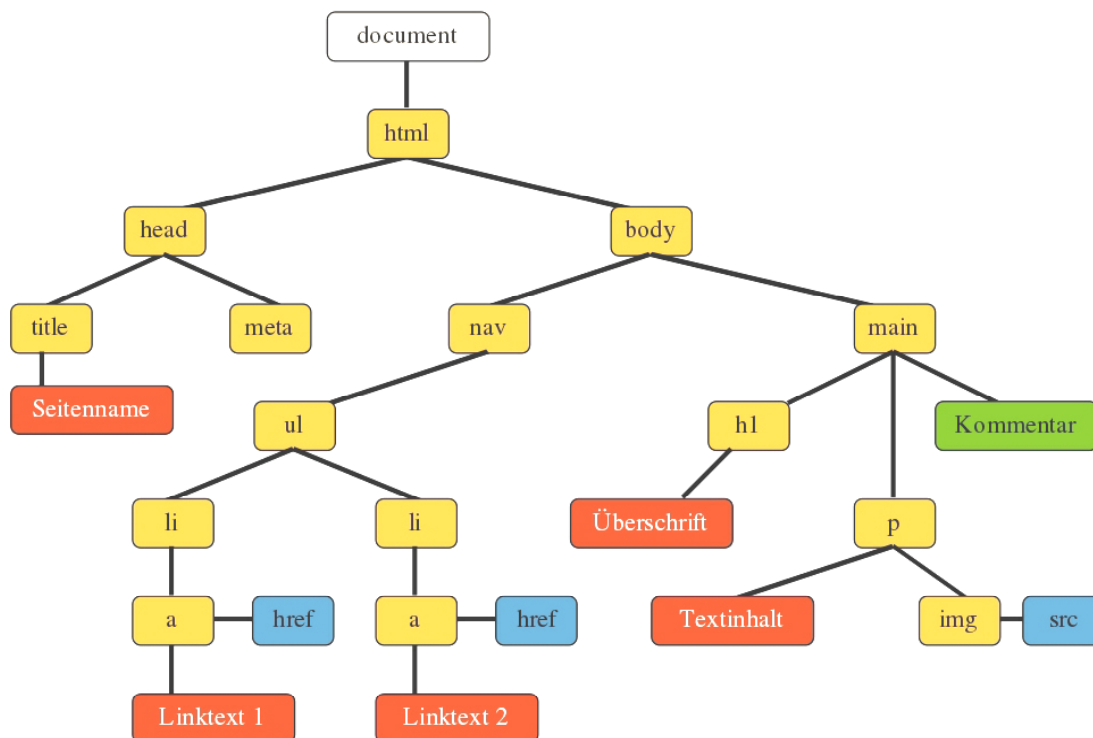 document
html
head
body
title
meta
nav
main
Seitenname
ul
h1
Kommentar
li
li
Überschrift
p
a
href
a
href
Textinhalt
img
src
Linktext 1
Linktext 2